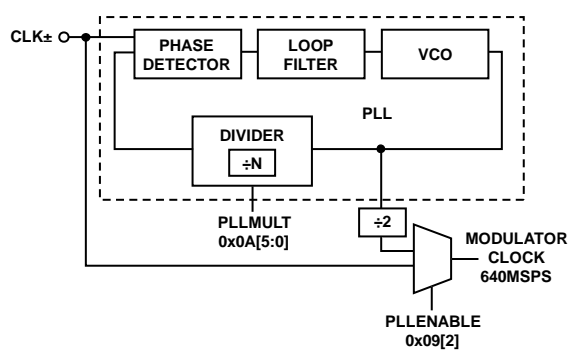 CLK±
PHASE
DETECTOR
LOOP
FILTER
VCO
PLL
DIVIDER
÷N
PLLMULT
0x0A[5:0]
÷2
MODULATOR
CLOCK
640MSPS
PLLENABLE
0x09[2]